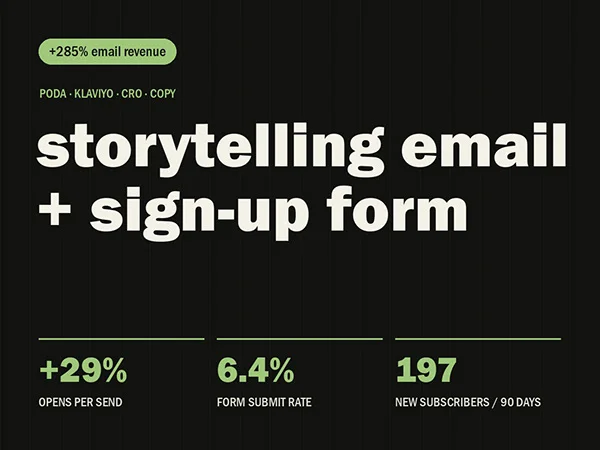 +285% email revenue
PODA · KLAVIYO · CRO · COPY
storytelling email
+ sign-up form
+29%
OPENS PER SEND
6.4%
FORM SUBMIT RATE
197
NEW SUBSCRIBERS / 90 DAYS